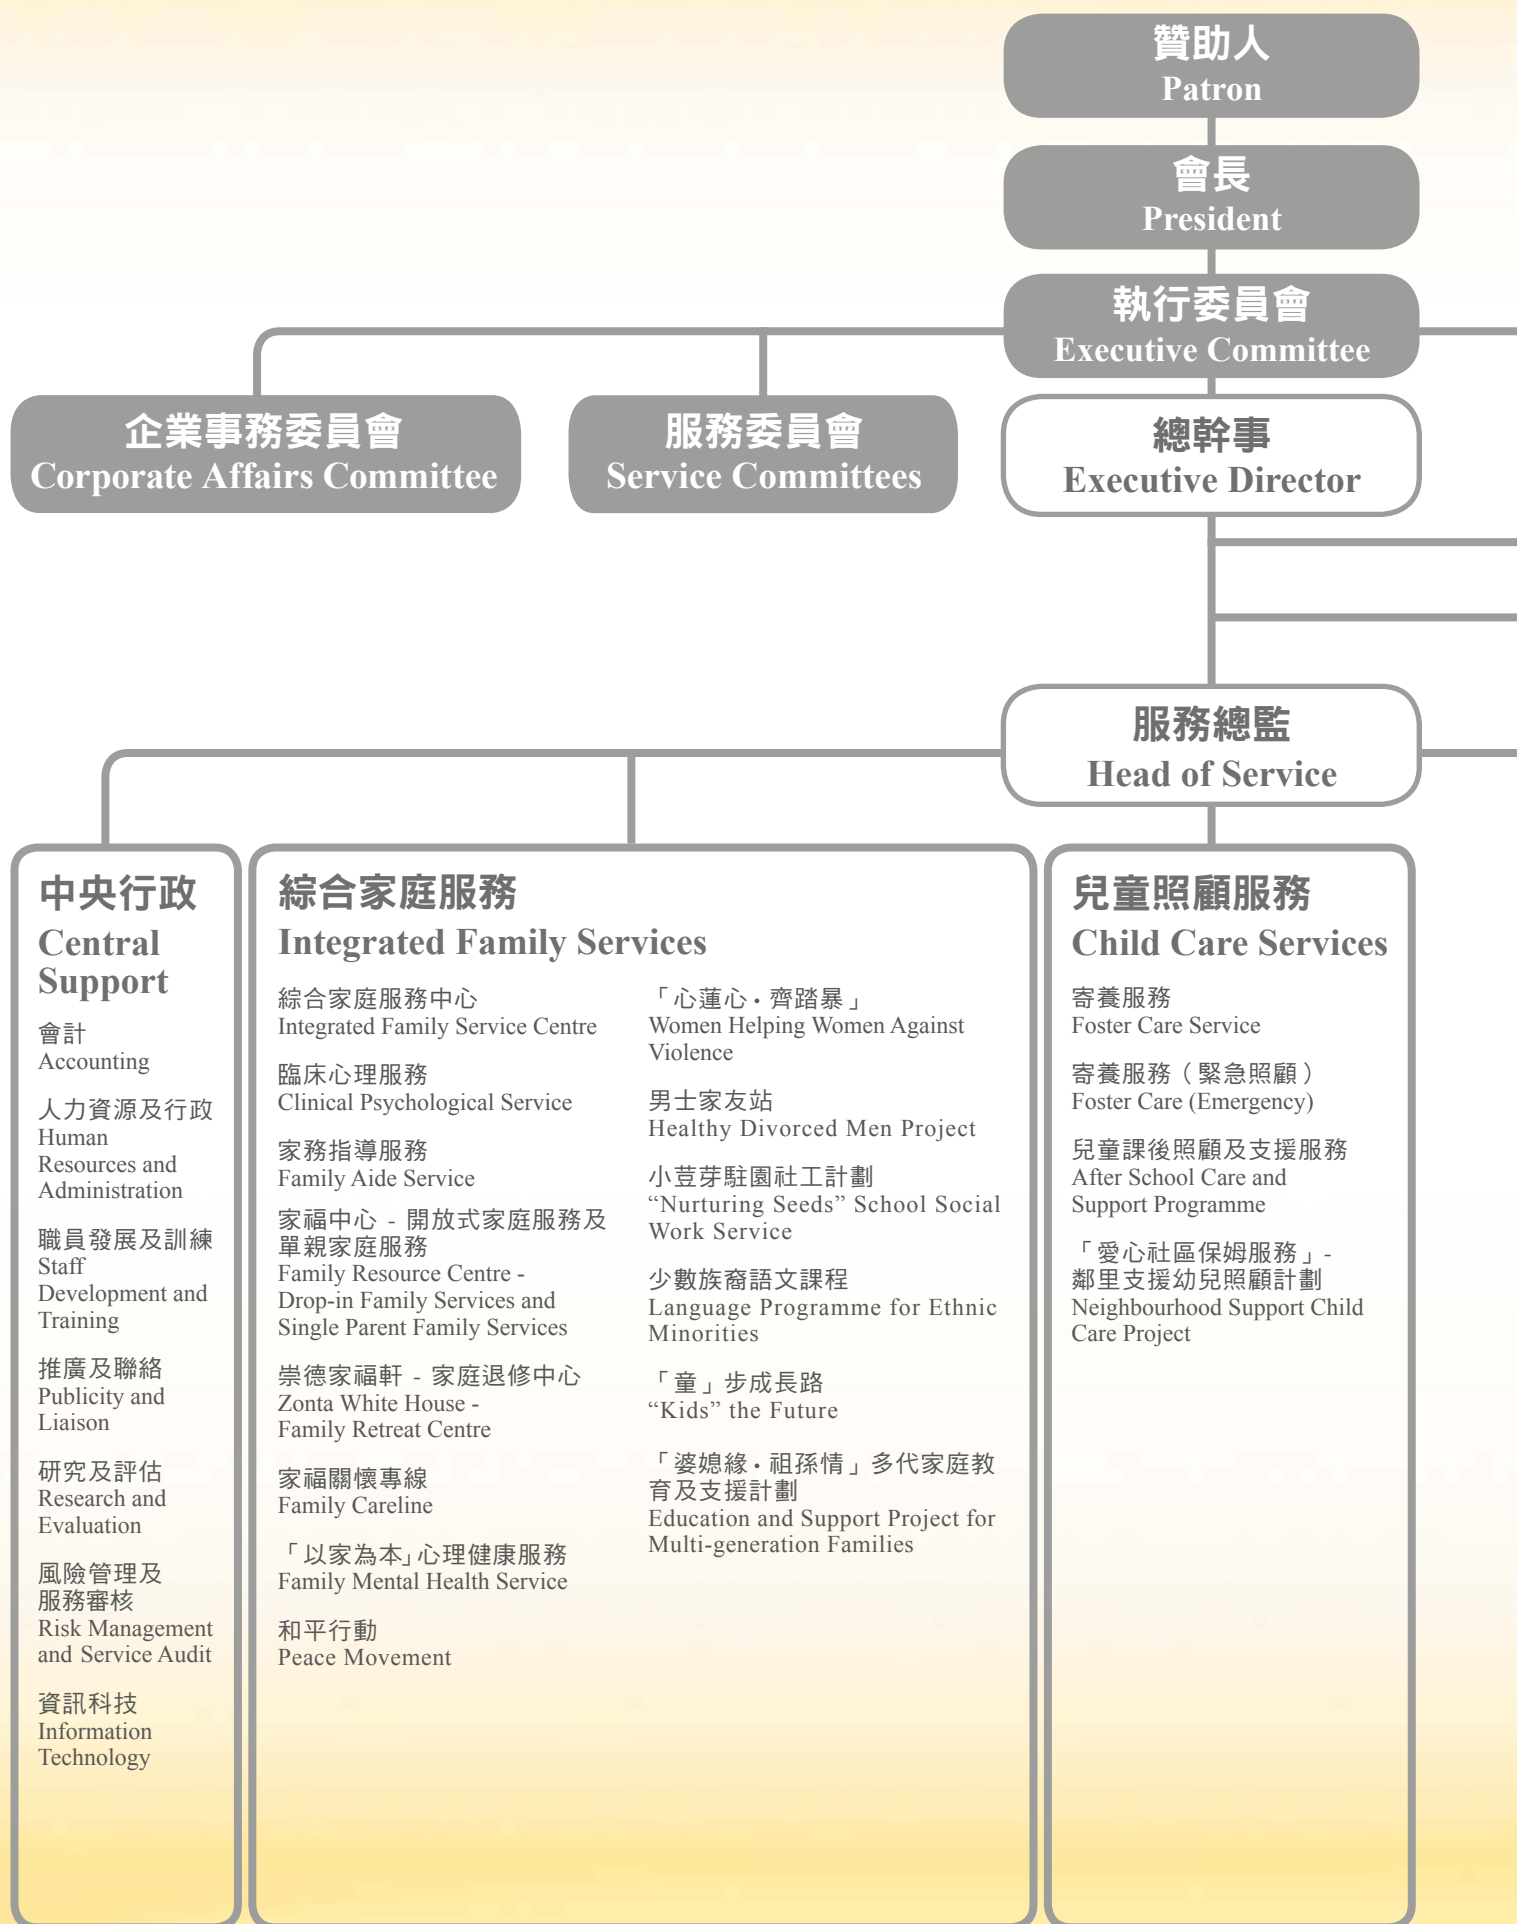 贊助人
Patron
會長
President
執行委員會
Executive Committee
企業事務委員會
Corporate Affairs Committee
服務委員會
Service Committees
總幹事
Executive Director
服務總監
Head of Service
中央行政
Central
Support
會計
Accounting
人力資源及行政
Human
Resources and
Administration
職員發展及訓練
Staff
Development and
Training
推廣及聯絡
Publicity and
Liaison
研究及評估
Research and
Evaluation
風險管理及
服務審核
Risk Management
and Service Audit
資訊科技
Information
Technology
綜合家庭服務
Integrated Family Services
綜合家庭服務中心
Integrated Family Service Centre
臨床心理服務
Clinical Psychological Service
家務指導服務
Family Aide Service
家福中心 - 開放式家庭服務及
單親家庭服務
Family Resource Centre -
Drop-in Family Services and
Single Parent Family Services
崇德家福軒 - 家庭退修中心
Zonta White House -
Family Retreat Centre
家福關懷專線
Family Careline
「以家為本」心理健康服務
Family Mental Health Service
和平行動
Peace Movement
「心蓮心·齊踏暴」
Women Helping Women Against
Violence
男士家友站
Healthy Divorced Men Project
小荳芽駐園社工計劃
“Nurturing Seeds” School Social
Work Service
少數族裔語文課程
Language Programme for Ethnic
Minorities
「童」步成長路
“Kids” the Future
「婆媳緣·祖孫情」多代家庭教
育及支援計劃
Education and Support Project for
Multi-generation Families
兒童照顧服務
Child Care Services
寄養服務
Foster Care Service
寄養服務（緊急照顧）
Foster Care (Emergency)
兒童課後照顧及支援服務
After School Care and
Support Programme
「愛心社區保姆服務」-
鄰里支援幼兒照顧計劃
Neighbourhood Support Child
Care Project